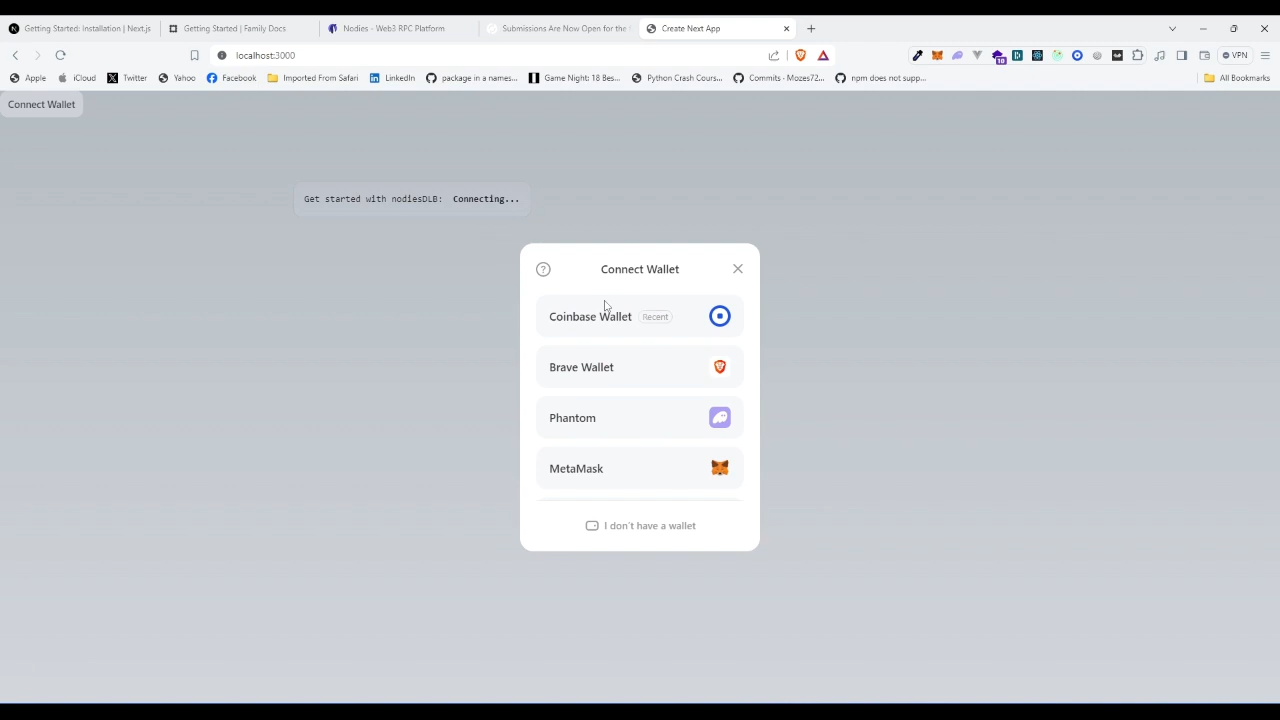 Getting Started: Installation | Next.js
Getting Started | Family Docs
Nodies - Web3 RPC Platform
Submissions Are Now Open for the
Create Next App
localhost:3000
10
VPN
Apple
iCloud
Twitter
Yahoo
Facebook
Imported From Safari
LinkedIn
package in a names...
Game Night: 18 Bes...
Python Crash Cours...
Commits · Mozes72...
npm does not supp...
All Bookmarks
Connect Wallet
Get started with nodiesDLB: Connecting...
Connect Wallet
Coinbase Wallet Recent
Brave Wallet
Phantom
MetaMask
I don't have a wallet